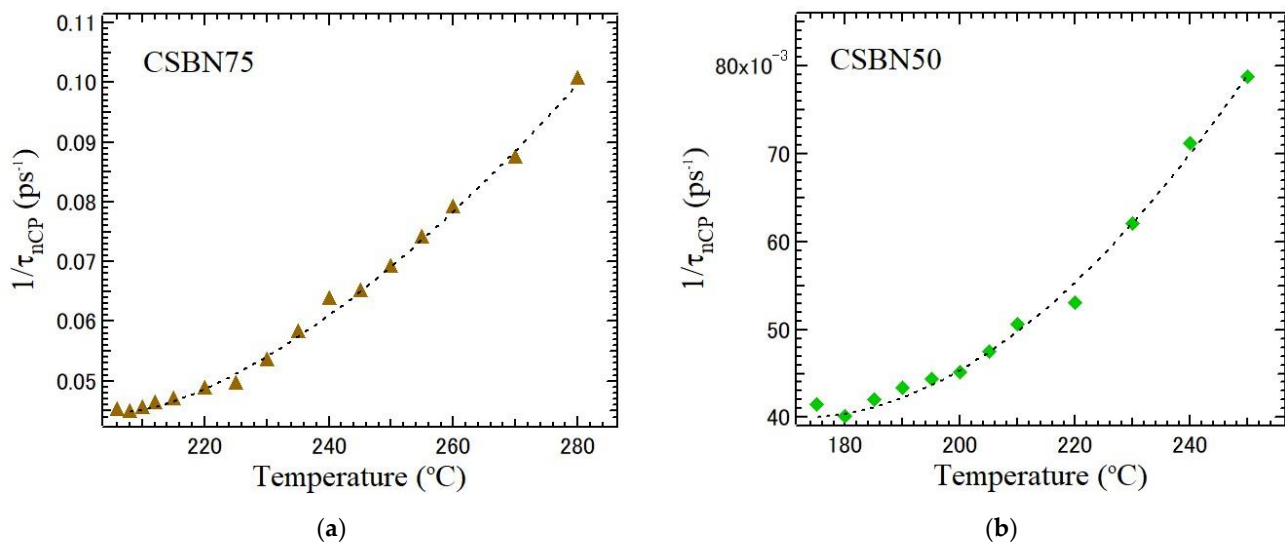 CSBN75
0.11
0.10
0.09
0.08
0.07
0.06
0.05
1/τnCP (ps-1)
220 240 260 280
Temperature (ºC)
(a)
CSBN50
80x10⁻³
70
60
50
40
1/τnCP (ps-1)
180 200 220 240
Temperature (ºC)
(b)